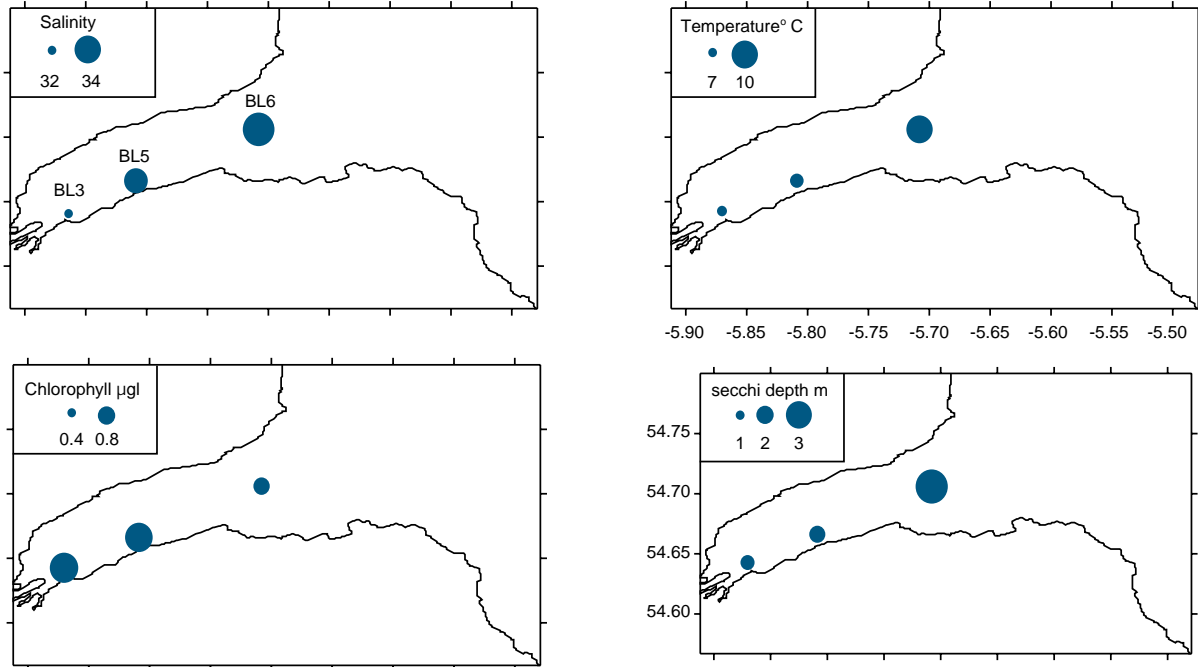 Salinity
32 34
BL6
BL5
BL3
Temperature° C
7 10
-5.90 -5.85 -5.80 -5.75 -5.70 -5.65 -5.60 -5.55 -5.50
Chlorophyll µgl
0.4 0.8
secchi depth m
1 2 3
54.75
54.70
54.65
54.60